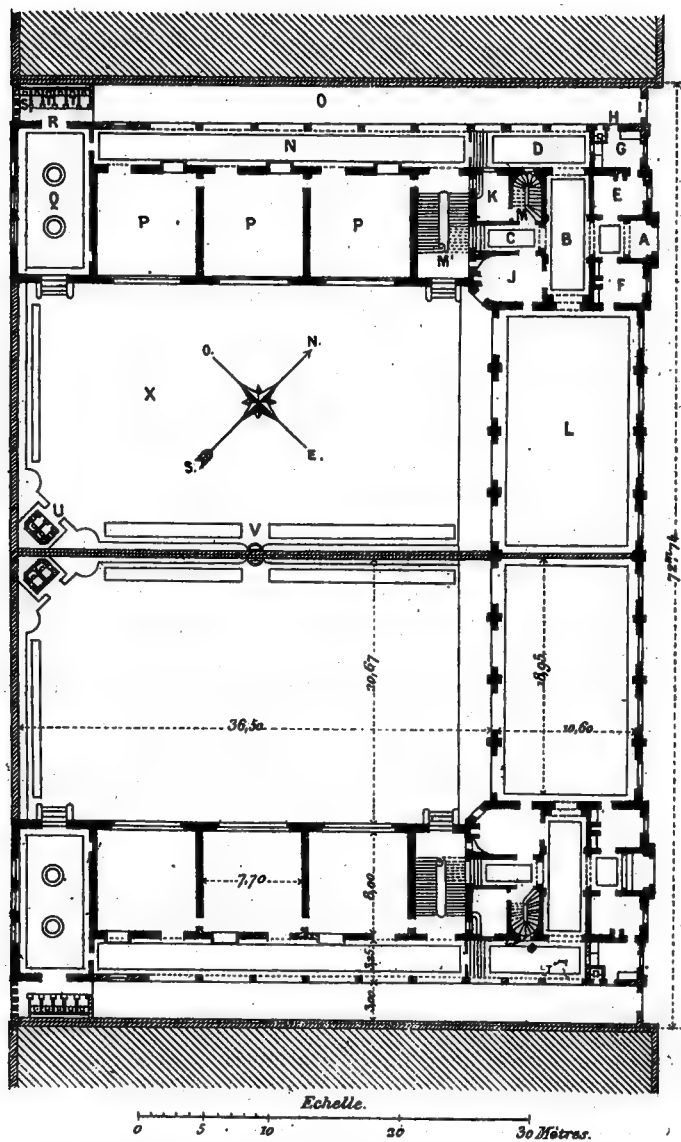 O
S
R
H
N
D
G
K
M
E
Q
P
P
P
C
B
A
M'
J
F
O.
N.
X
L
S.
E.
U
V
72m74
20,67
18,95
36,50
10,60
7,70
8,00
3,00
Echelle.
0 5 10 20 30 Mètres.